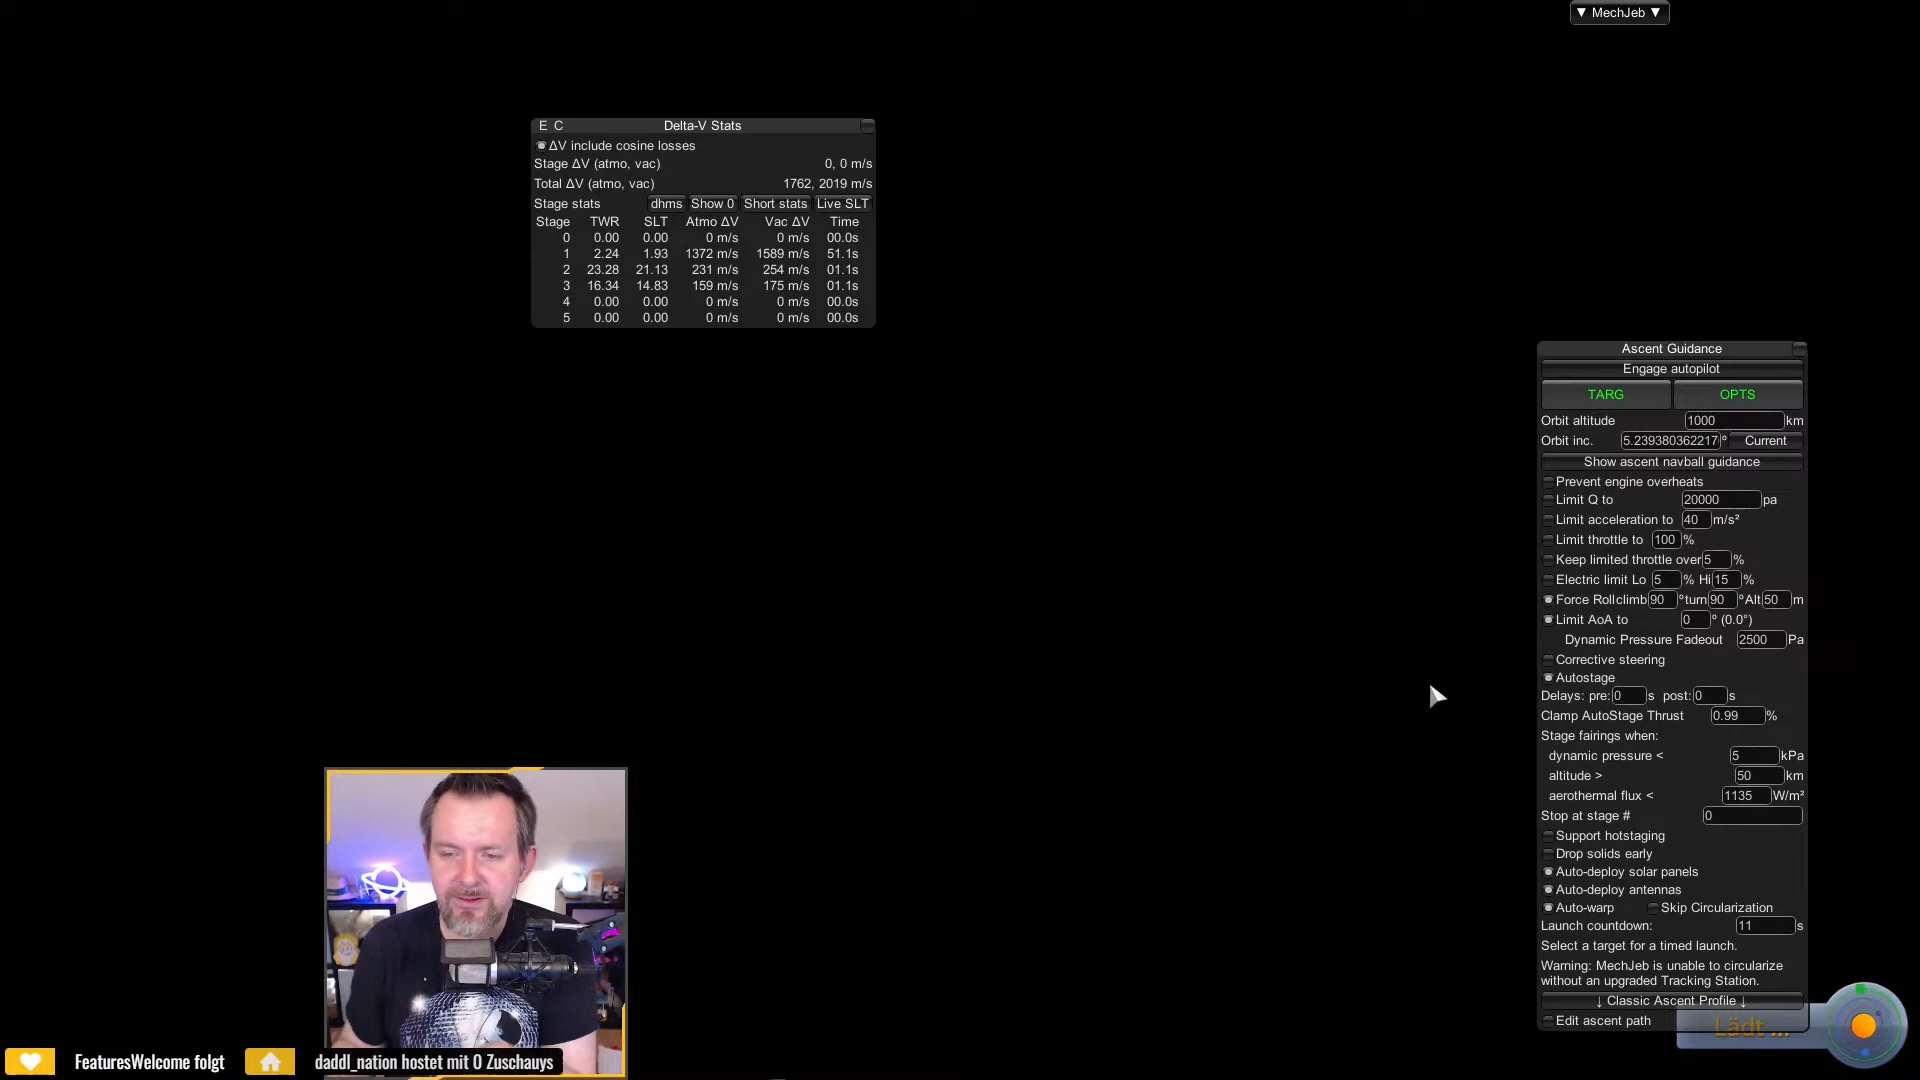 ▼ MechJeb ▼
E C Delta-V Stats
ΔV include cosine losses
Stage ΔV (atmo, vac) 0, 0 m/s
Total ΔV (atmo, vac) 1762, 2019 m/s
Stage stats dhms Show 0 Short stats Live SLT
Stage TWR SLT Atmo ΔV Vac ΔV Time
0 0.00 0.00 0 m/s 0 m/s 00.0s
1 2.24 1.93 1372 m/s 1589 m/s 51.1s
2 23.28 21.13 231 m/s 254 m/s 01.1s
3 16.34 14.83 159 m/s 175 m/s 01.1s
4 0.00 0.00 0 m/s 0 m/s 00.0s
5 0.00 0.00 0 m/s 0 m/s 00.0s
Ascent Guidance
Engage autopilot
TARG OPTS
Orbit altitude 1000 km
Orbit inc. 5.239380362217 º Current
Show ascent navball guidance
Prevent engine overheats
Limit Q to 20000 pa
Limit acceleration to 40 m/s²
Limit throttle to 100 %
Keep limited throttle over 5 %
Electric limit Lo 5 % Hi 15 %
Force Roll climb 90 º turn 90 º Alt 50 m
Limit AoA to 0 º (0.0°)
Dynamic Pressure Fadeout 2500 Pa
Corrective steering
Autostage
Delays: pre: 0 s post: 0 s
Clamp AutoStage Thrust 0.99 %
Stage fairings when:
dynamic pressure < 5 kPa
altitude > 50 km
aerothermal flux < 1135 W/m²
Stop at stage # 0
Support hotstaging
Drop solids early
Auto-deploy solar panels
Auto-deploy antennas
Auto-warp Skip Circularization
Launch countdown: 11 s
Select a target for a timed launch.
Warning: MechJeb is unable to circularize
without an upgraded Tracking Station.
↓ Classic Ascent Profile ↓
Edit ascent path
Lädt ...
FeaturesWelcome folgt daddl_nation hostet mit 0 Zuschauys